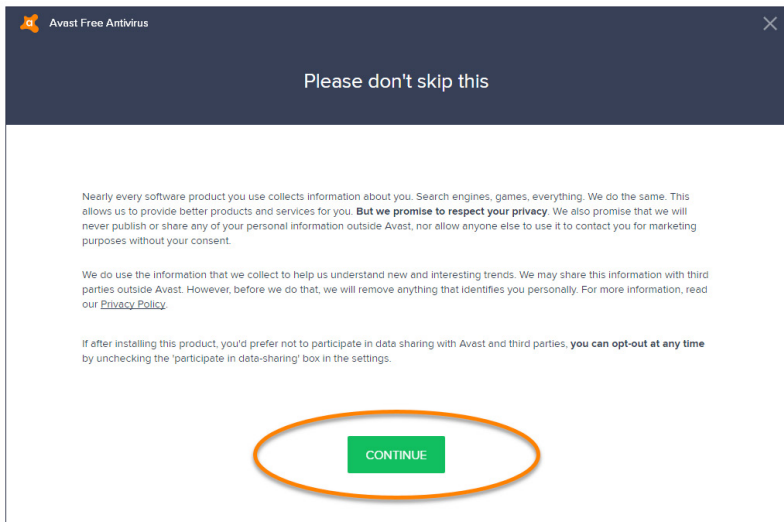 Avast Free Antivirus
Please don't skip this
Nearly every software product you use collects information about you. Search engines, games, everything. We do the same. This
allows us to provide better products and services for you. But we promise to respect your privacy. We also promise that we will
never publish or share any of your personal information outside Avast, nor allow anyone else to use it to contact you for marketing
purposes without your consent.
We do use the information that we collect to help us understand new and interesting trends. We may share this information with third
parties outside Avast. However, before we do that, we will remove anything that identifies you personally. For more information, read
our Privacy Policy.
If after installing this product, you'd prefer not to participate in data sharing with Avast and third parties, you can opt-out at any time
by unchecking the 'participate in data-sharing' box in the settings.
CONTINUE